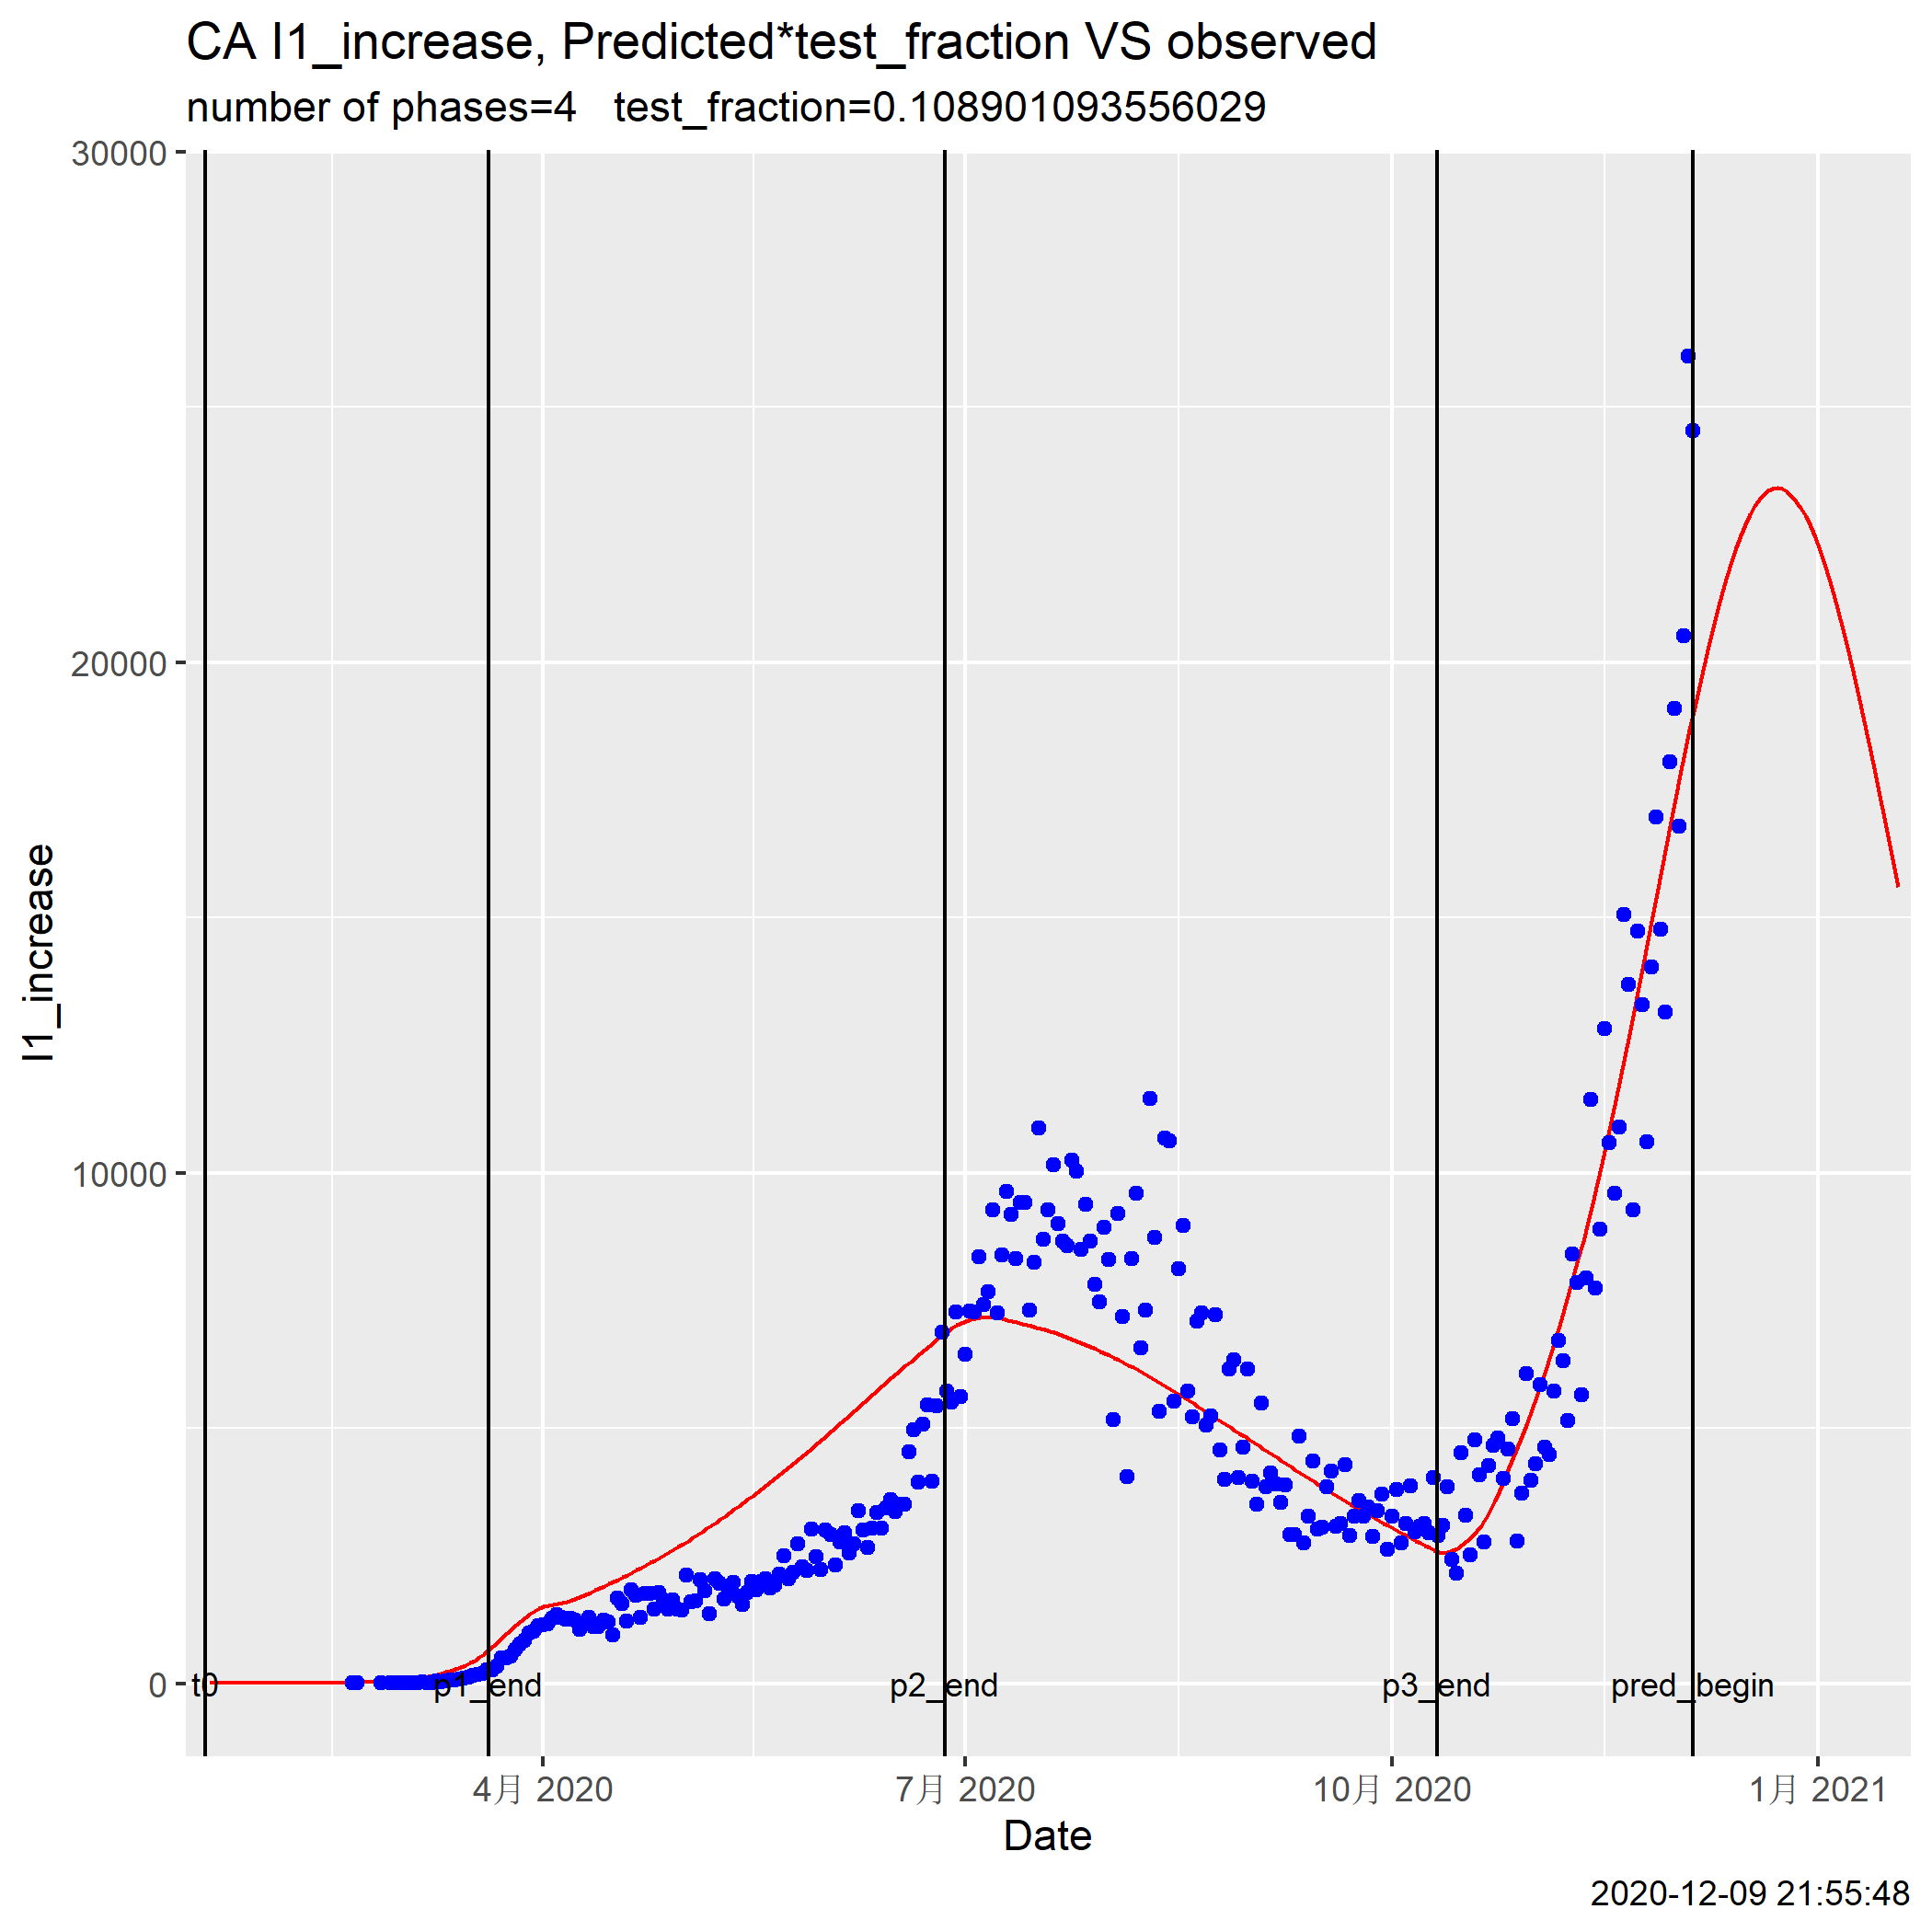 CA I1_increase, Predicted*test_fraction VS observed
number of phases=4   test_fraction=0.108901093556029
30000
20000
10000
0
I1_increase
t0
p1_end
p2_end
p3_end
pred_begin
4月 2020
7月 2020
10月 2020
1月 2021
Date
2020-12-09 21:55:48